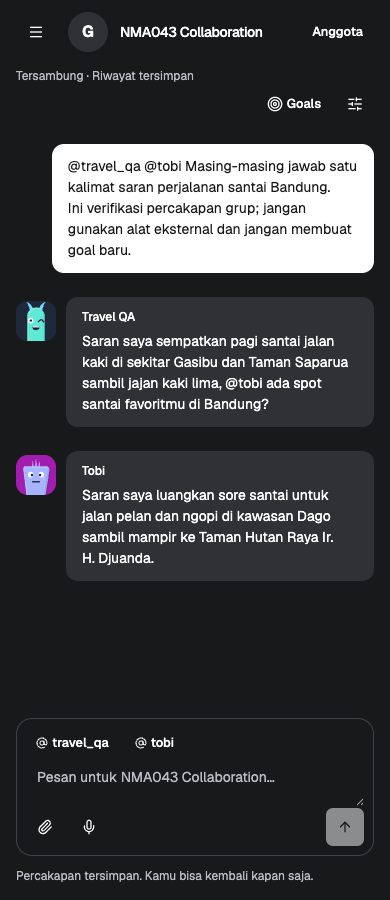 G
NMA043 Collaboration
Anggota
Tersambung · Riwayat tersimpan
Goals
@travel_qa @tobi Masing-masing jawab satu
kalimat saran perjalanan santai Bandung.
Ini verifikasi percakapan grup; jangan
gunakan alat eksternal dan jangan membuat
goal baru.
Travel QA
Saran saya sempatkan pagi santai jalan
kaki di sekitar Gasibu dan Taman Saparua
sambil jajan kaki lima, @tobi ada spot
santai favoritmu di Bandung?
Tobi
Saran saya luangkan sore santai untuk
jalan pelan dan ngopi di kawasan Dago
sambil mampir ke Taman Hutan Raya Ir.
H. Djuanda.
@ travel_qa @ tobi
Pesan untuk NMA043 Collaboration...
Percakapan tersimpan. Kamu bisa kembali kapan saja.